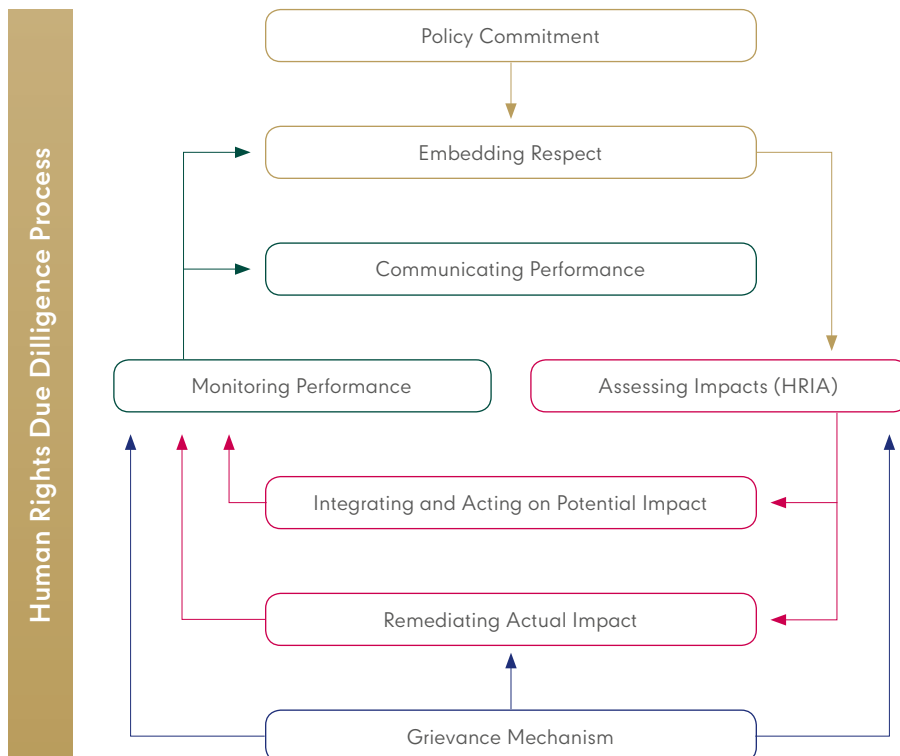 Human Rights Due Dilligence Process
Policy Commitment
Embedding Respect
Communicating Performance
Monitoring Performance
Assessing Impacts (HRIA)
Integrating and Acting on Potential Impact
Remediating Actual Impact
Grievance Mechanism